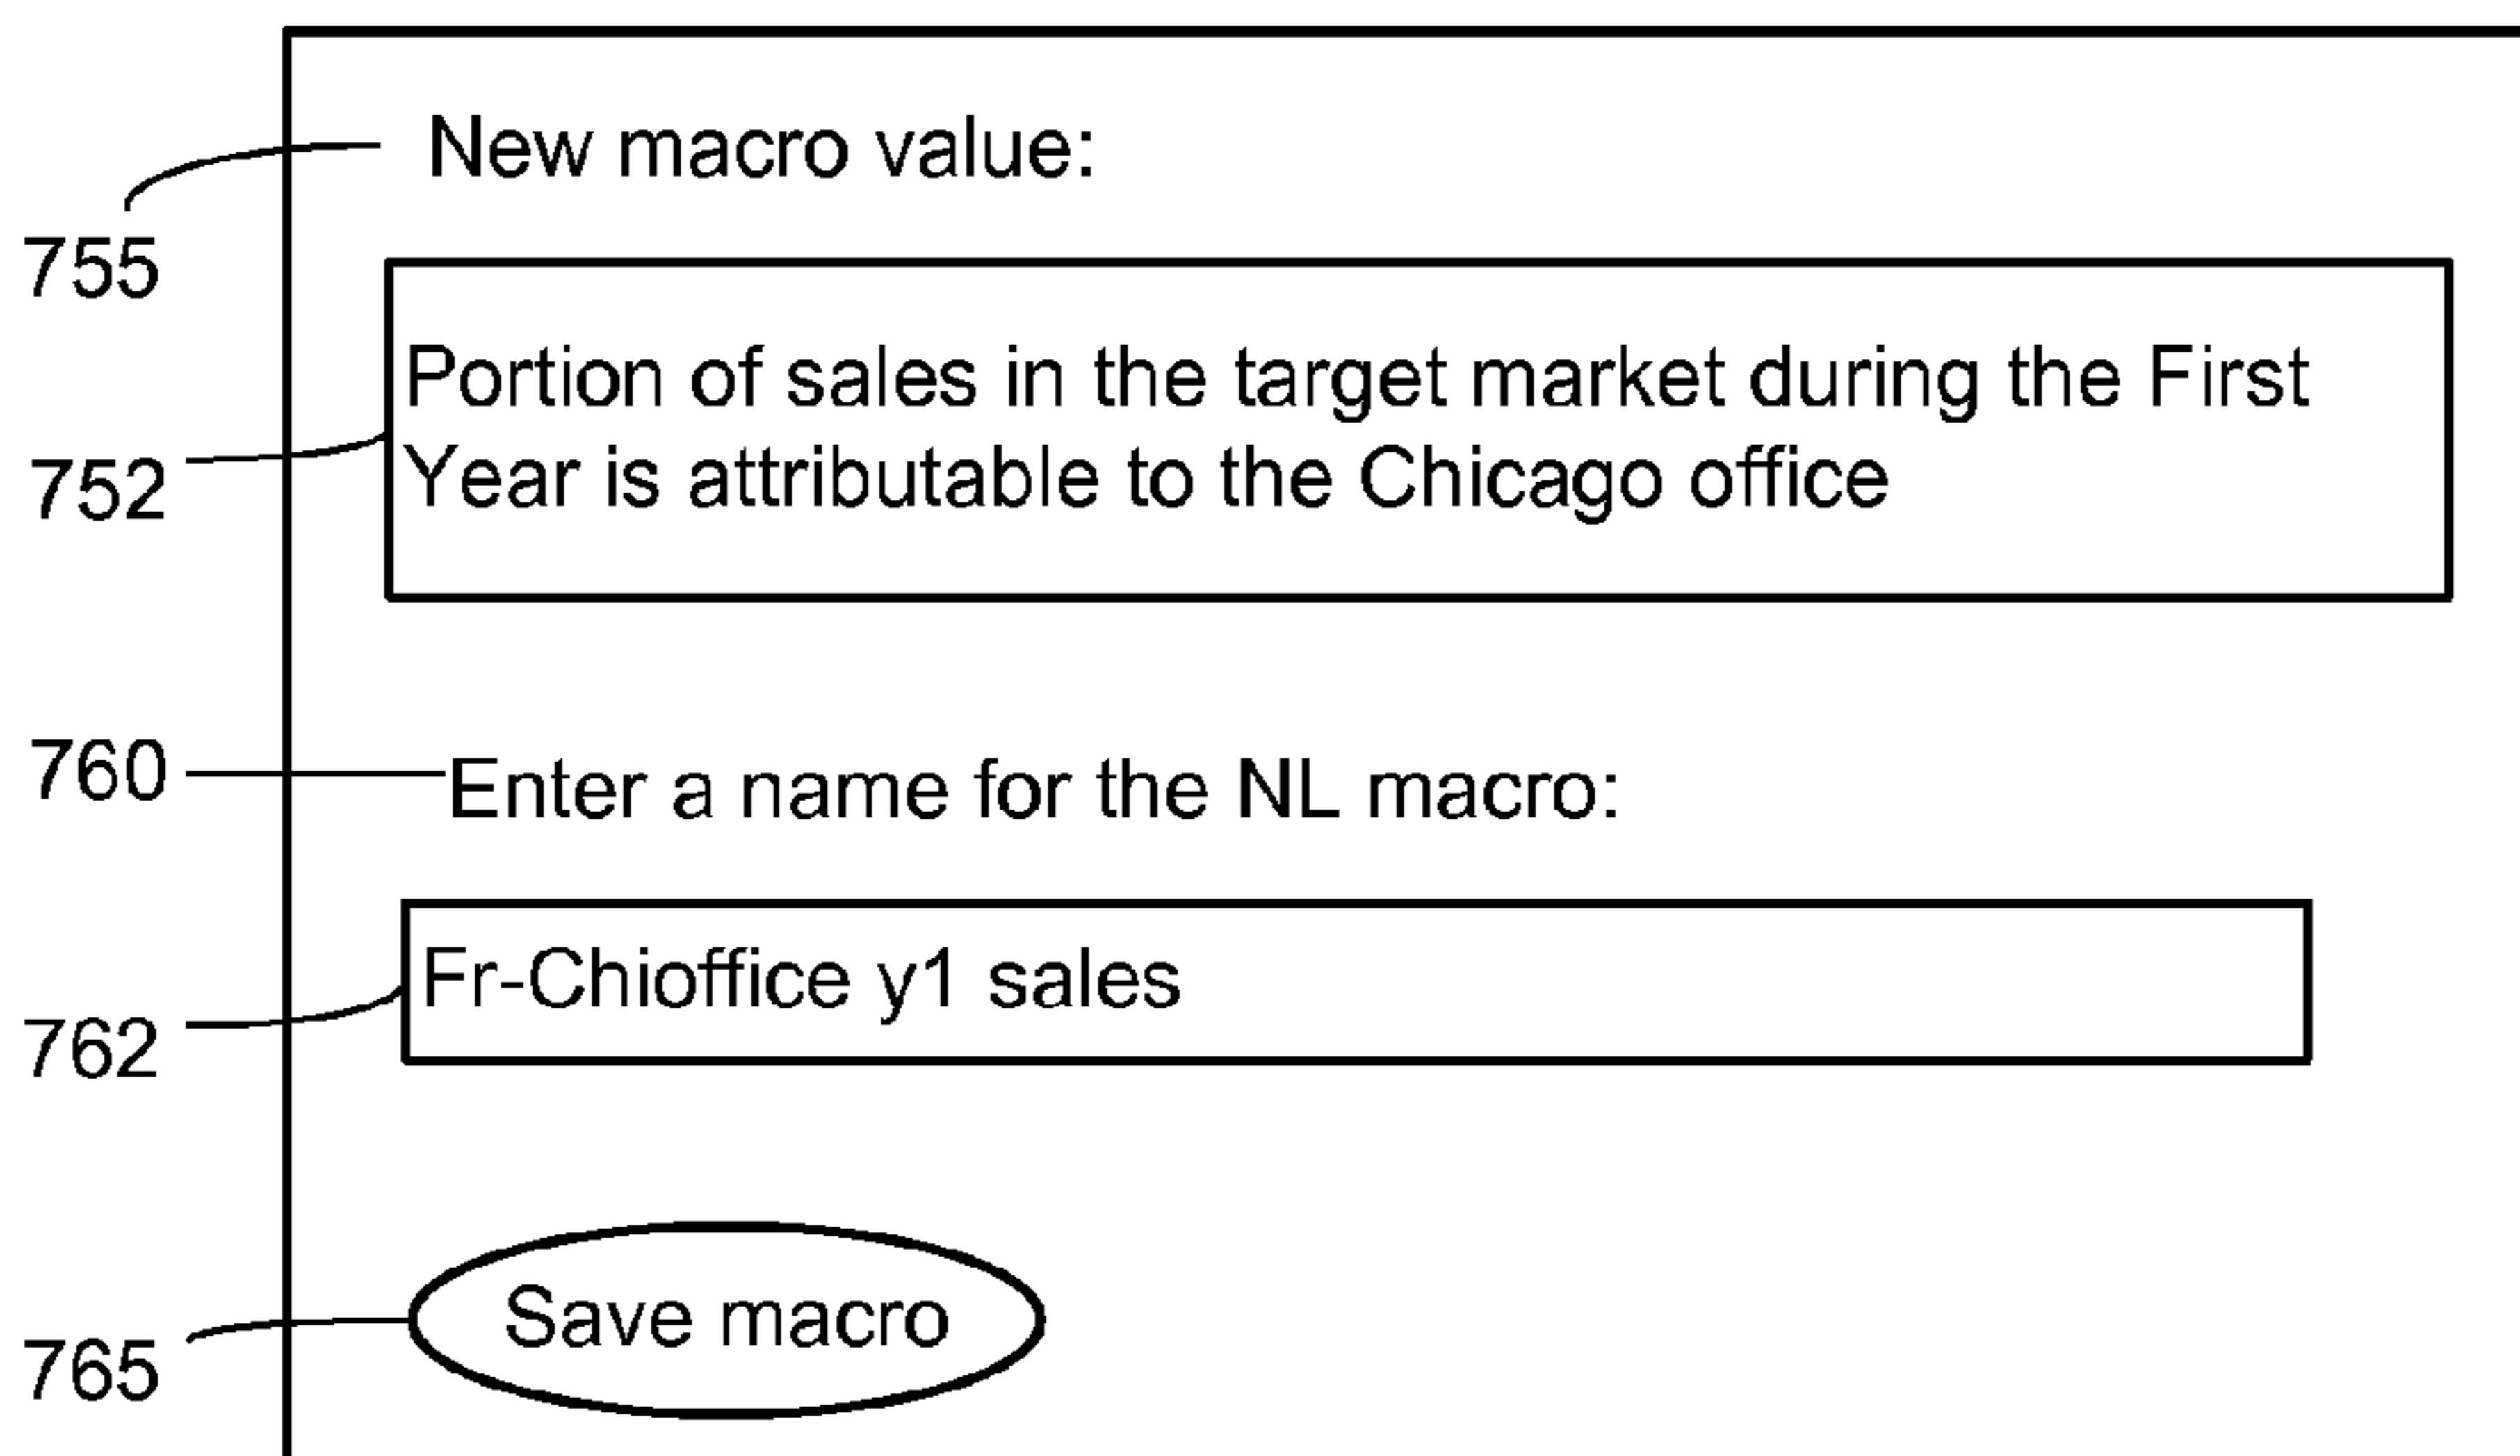 New macro value:
755
Portion of sales in the target market during the First
Year is attributable to the Chicago office
752
760
Enter a name for the NL macro:
Fr-Chioffice y1 sales
762
Save macro
765